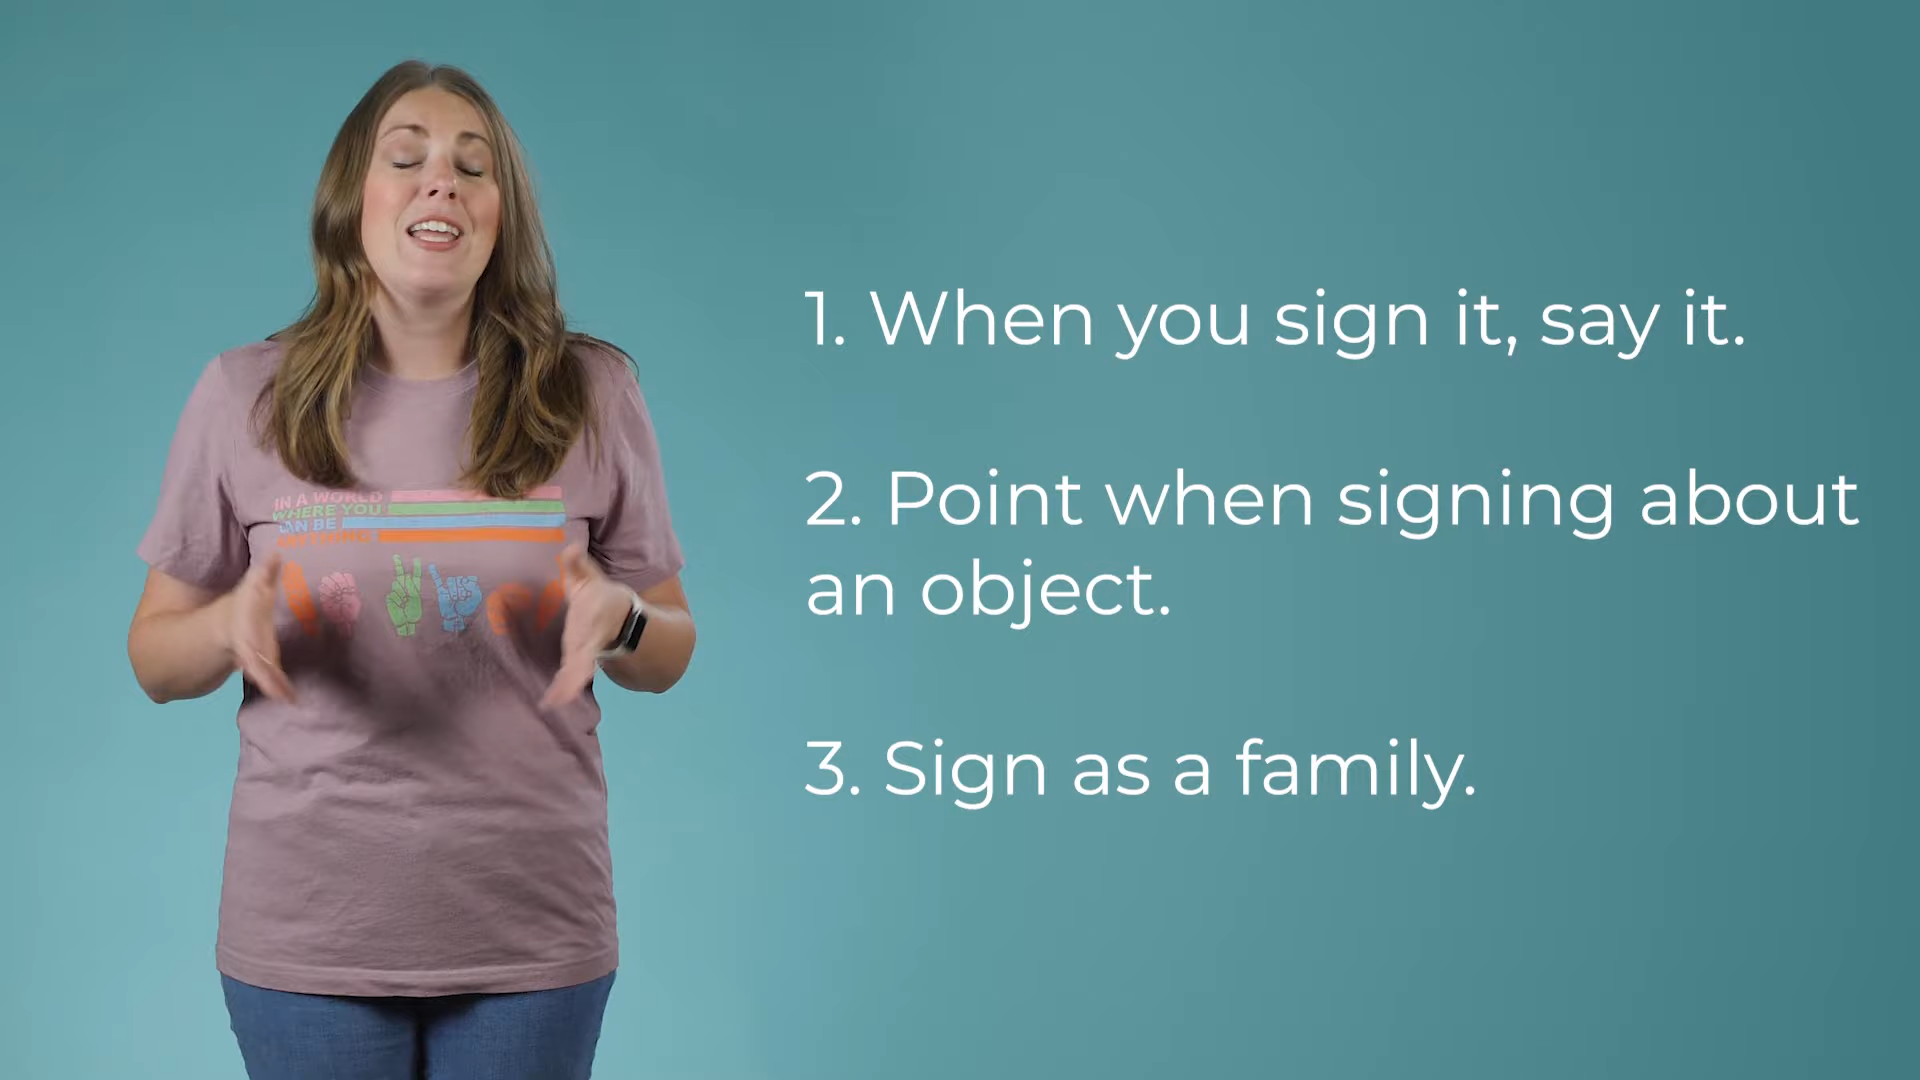 IN A WORLD
WHERE YOU
CAN BE
ANYTHING
1. When you sign it, say it.
2. Point when signing about
an object.
3. Sign as a family.